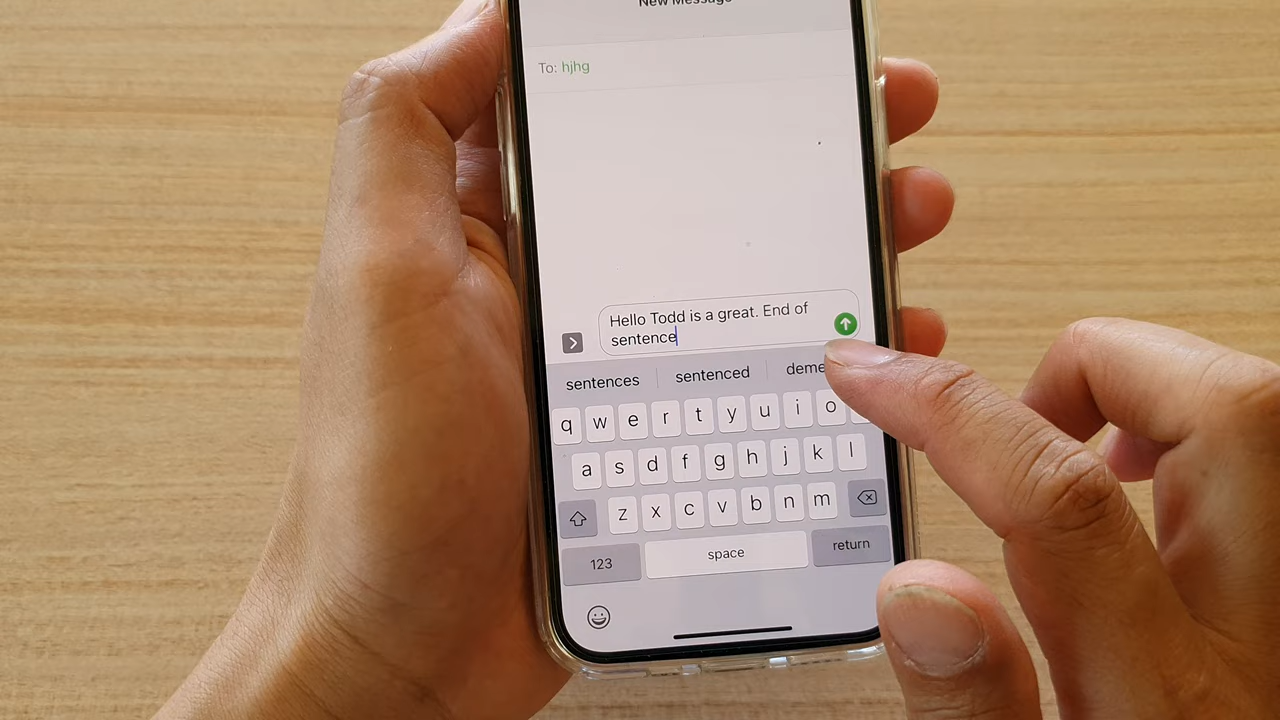 New Message
To: hjhg
Hello Todd is a great. End of
sentence
sentences sentenced
q w e r t y u i o
a s d f g h j k l
z x c v b n m
123 space return